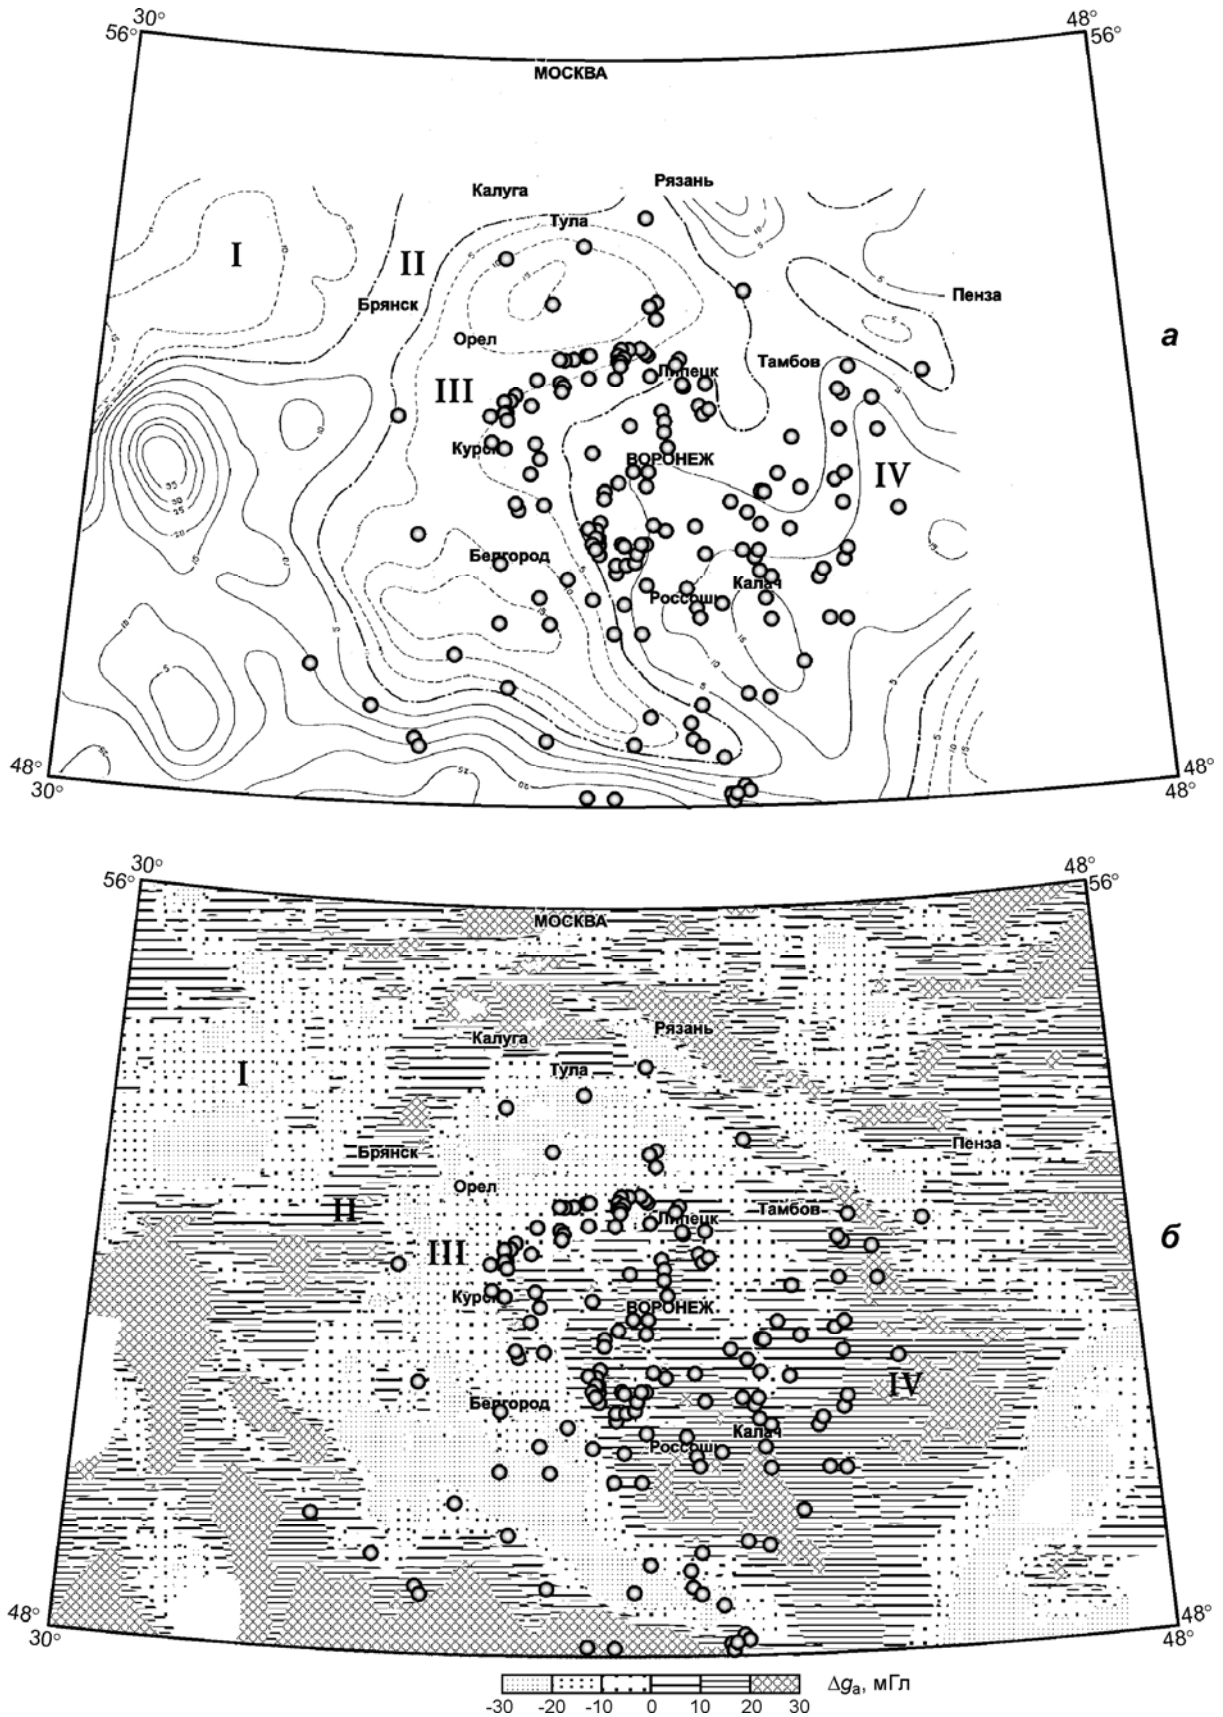 30°
48°
56°
56°
МОСКВА
Калуга
Рязань
Тула
I
II
Брянск
Пенза
а
Орел
Тамбов
Липецк
III
Курск
ВОРОНЕЖ
IV
Белгород
Калач
Россошь
48°
30°
48°
48°
30°
48°
56°
56°
МОСКВА
Рязань
Калуга
Тула
I
Брянск
Пенза
Орел
II
Тамбов
Липецк
III
б
Курск
ВОРОНЕЖ
IV
Белгород
Калач
Россошь
48°
30°
48°
48°
Δgа, мГл
-30 -20 -10 0 10 20 30